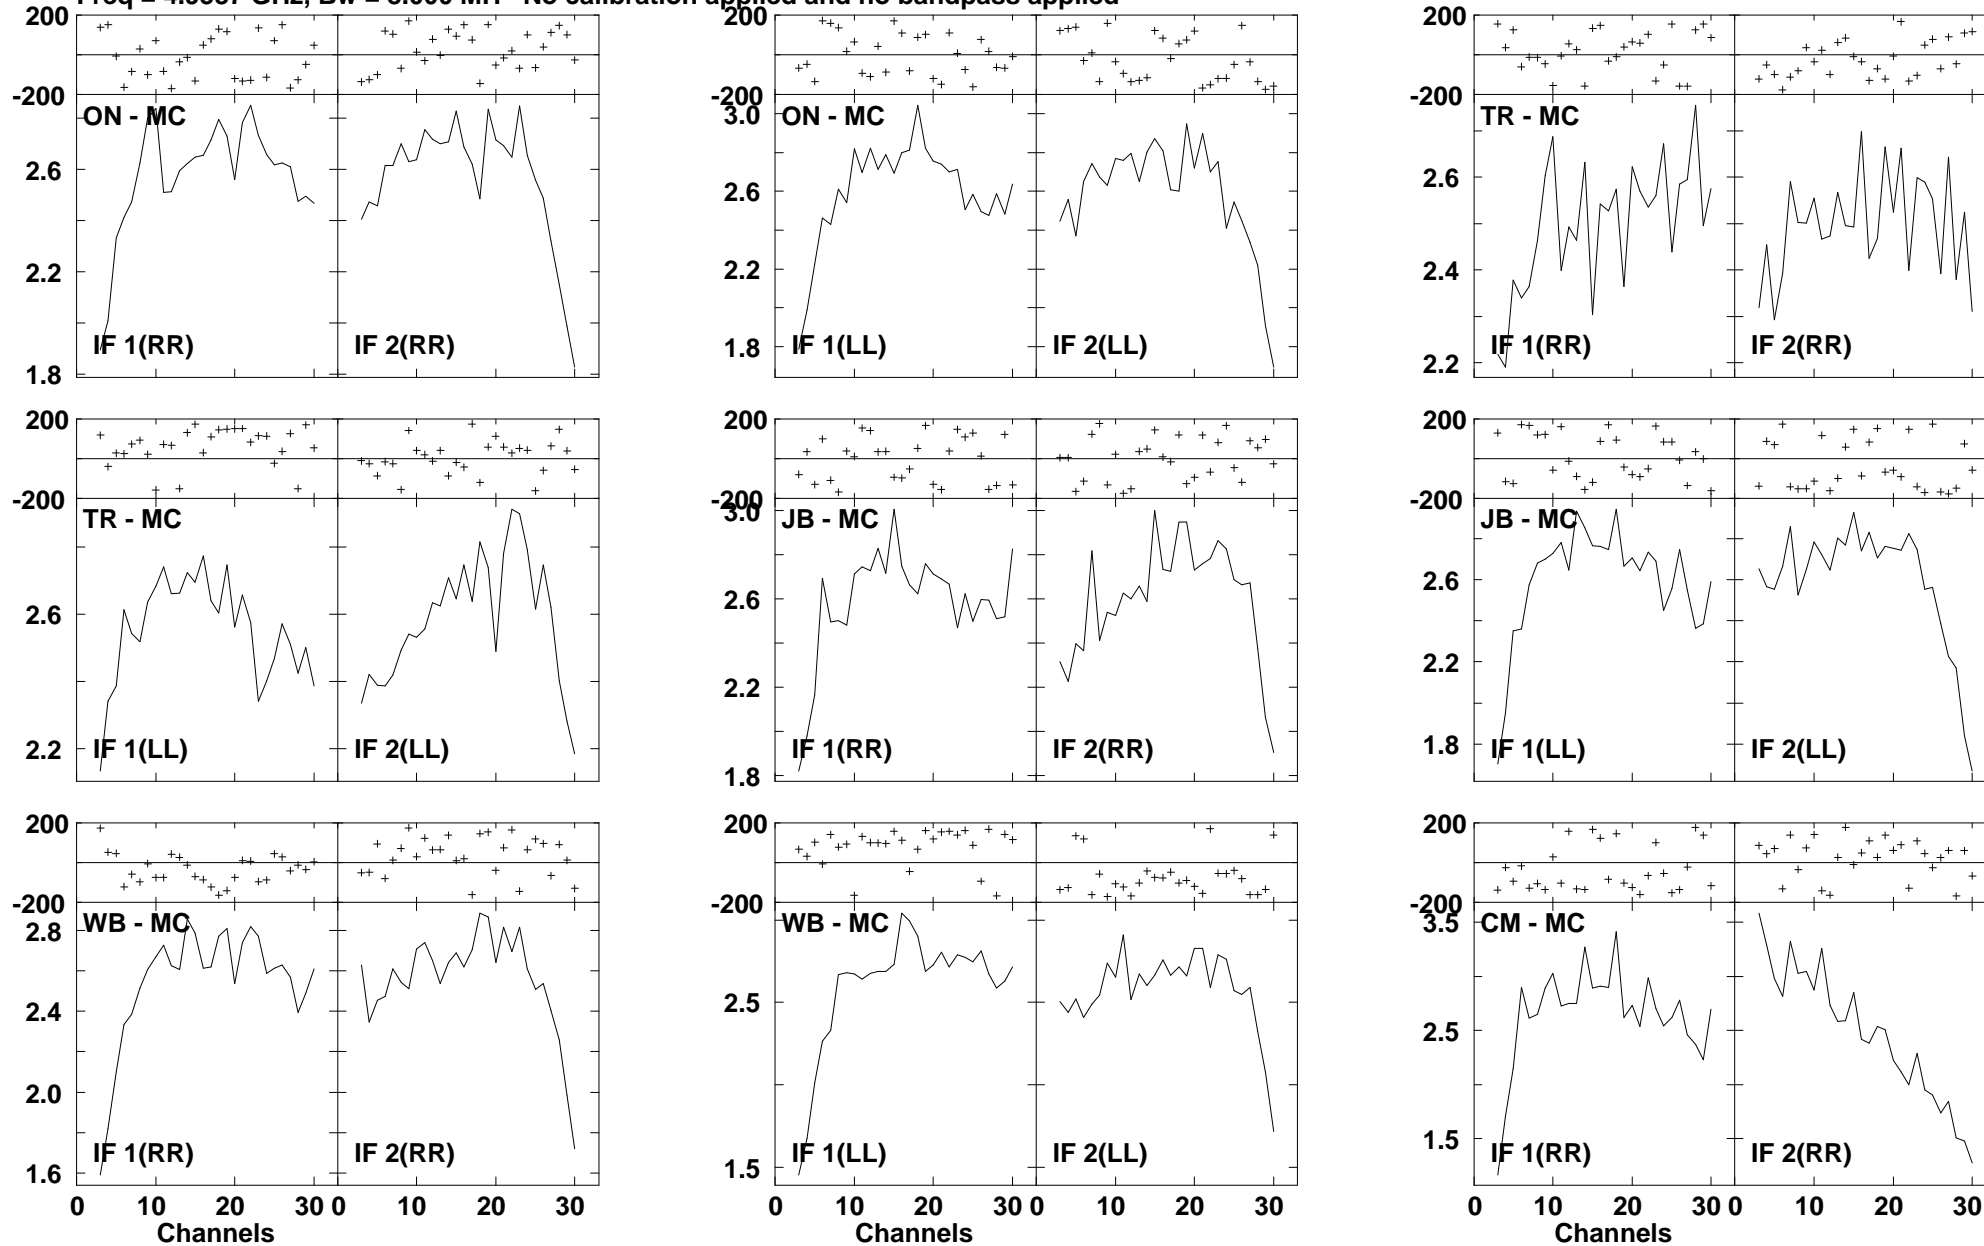 No calibration applied and no bandpass applied
200 200 200
-200 -200 -200
ON - MC ON - MC TR - MC
3.0
2.6 2.6 2.6
2.2 2.2 2.4
1.8 1.8 2.2
IF 1(RR) IF 2(RR) IF 1(LL) IF 2(LL) IF 1(RR) IF 2(RR)
200 200 200
-200 -200 -200
TR - MC JB - MC JB - MC
3.0
2.6 2.6 2.6
2.2 2.2 2.2
1.8 1.8
IF 1(LL) IF 2(LL) IF 1(RR) IF 2(RR) IF 1(LL) IF 2(LL)
200 200 200
-200 -200 -200
WB - MC WB - MC CM - MC
2.8 3.5
2.4 2.5 2.5
2.0
1.6 1.5 1.5
IF 1(RR) IF 2(RR) IF 1(LL) IF 2(LL) IF 1(RR) IF 2(RR)
0 10 20 30 0 10 20 30 0 10 20 30 0 10 20 30 0 10 20 30 0 10 20 30
Channels Channels Channels